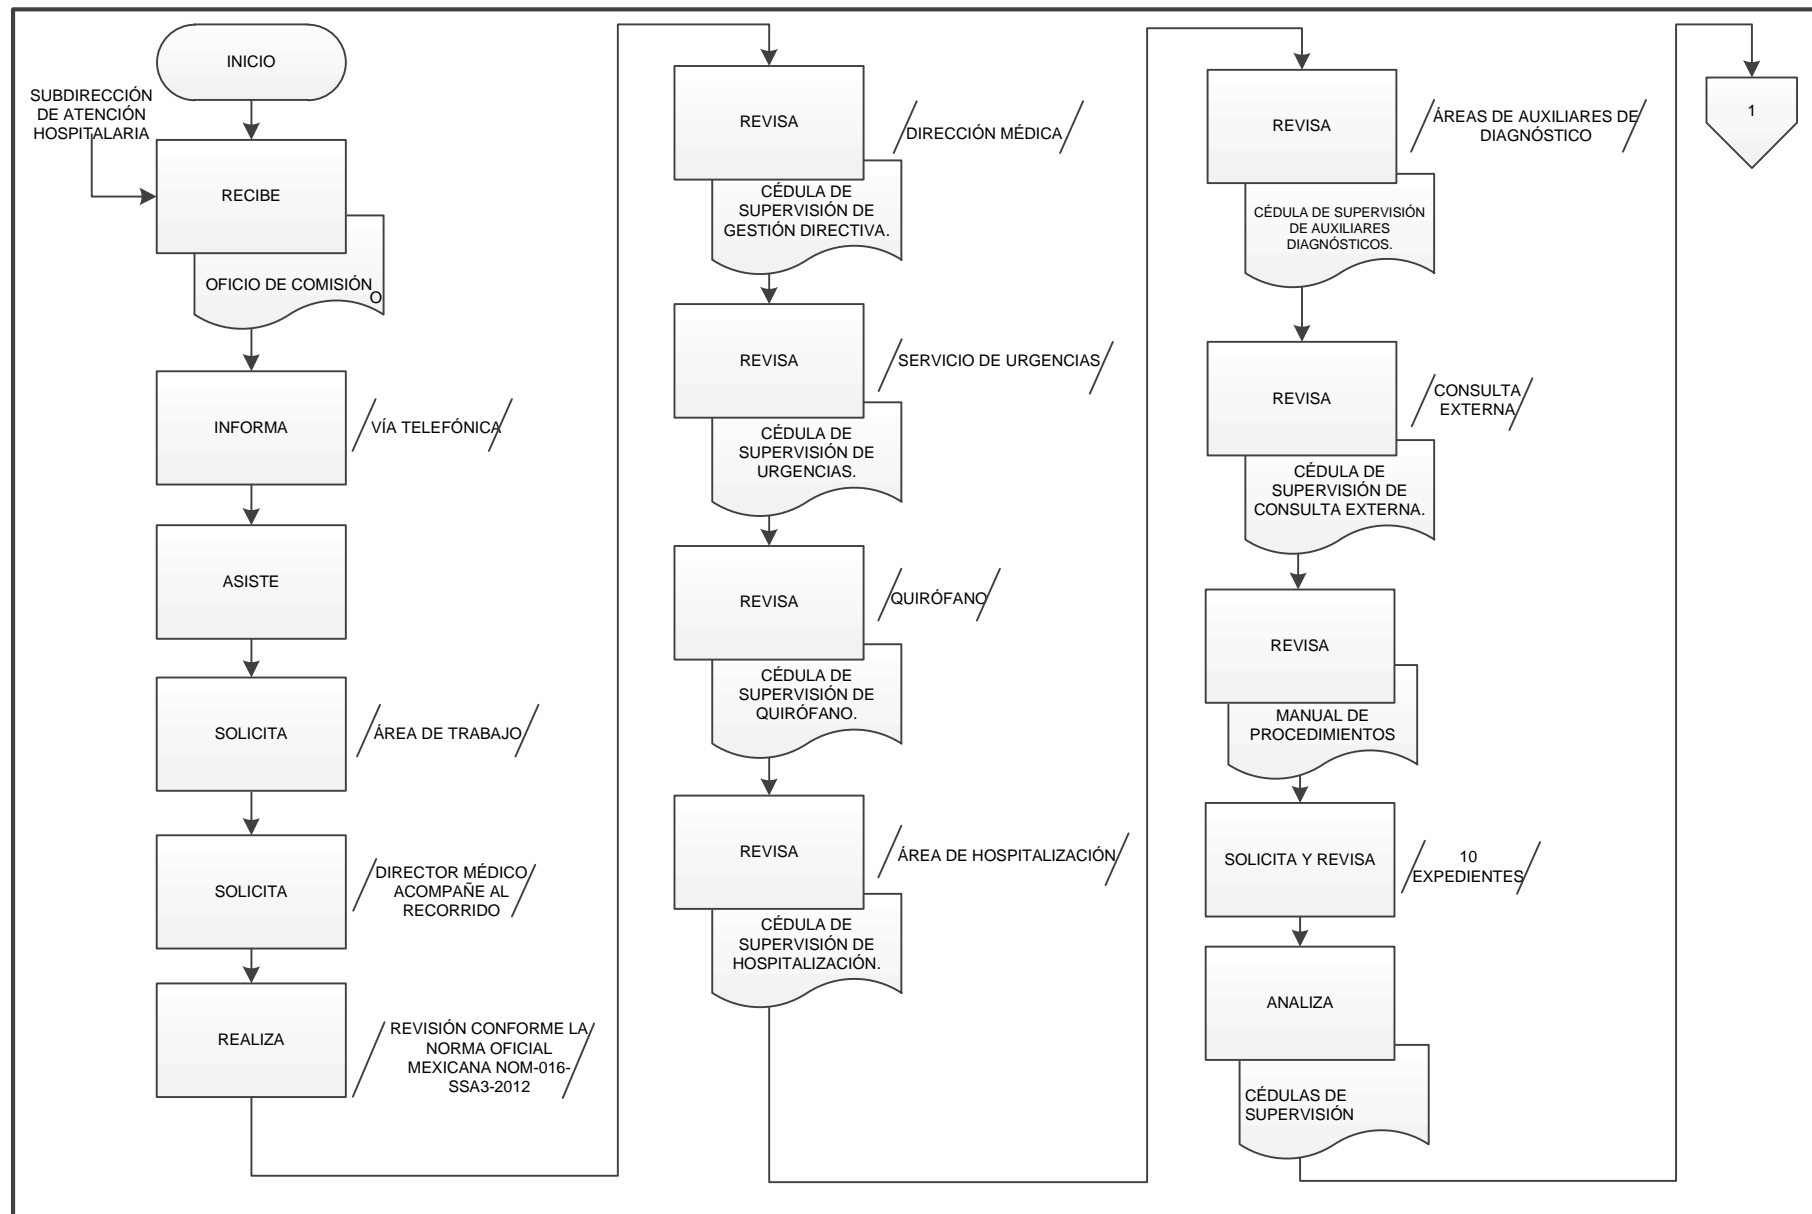 INICIO
SUBDIRECCIÓN
DE ATENCIÓN
HOSPITALARIA
RECIBE
OFICIO DE COMISIÓN
O
INFORMA
VÍA TELEFÓNICA
ASISTE
SOLICITA
ÁREA DE TRABAJO
SOLICITA
DIRECTOR MÉDICO
ACOMPAÑE AL
RECORRIDO
REALIZA
REVISIÓN CONFORME LA
NORMA OFICIAL
MEXICANA NOM-016-
SSA3-2012
REVISA
DIRECCIÓN MÉDICA
CÉDULA DE
SUPERVISIÓN DE
GESTIÓN DIRECTIVA.
REVISA
SERVICIO DE URGENCIAS
CÉDULA DE
SUPERVISIÓN DE
URGENCIAS.
REVISA
QUIRÓFANO
CÉDULA DE
SUPERVISIÓN DE
QUIRÓFANO.
REVISA
ÁREA DE HOSPITALIZACIÓN
CÉDULA DE
SUPERVISIÓN DE
HOSPITALIZACIÓN.
REVISA
ÁREAS DE AUXILIARES DE
DIAGNÓSTICO
CÉDULA DE SUPERVISIÓN
DE AUXILIARES
DIAGNÓSTICOS.
REVISA
CONSULTA
EXTERNA
CÉDULA DE
SUPERVISIÓN DE
CONSULTA EXTERNA.
REVISA
MANUAL DE
PROCEDIMIENTOS
SOLICITA Y REVISA
10
EXPEDIENTES
ANALIZA
CÉDULAS DE
SUPERVISIÓN
1